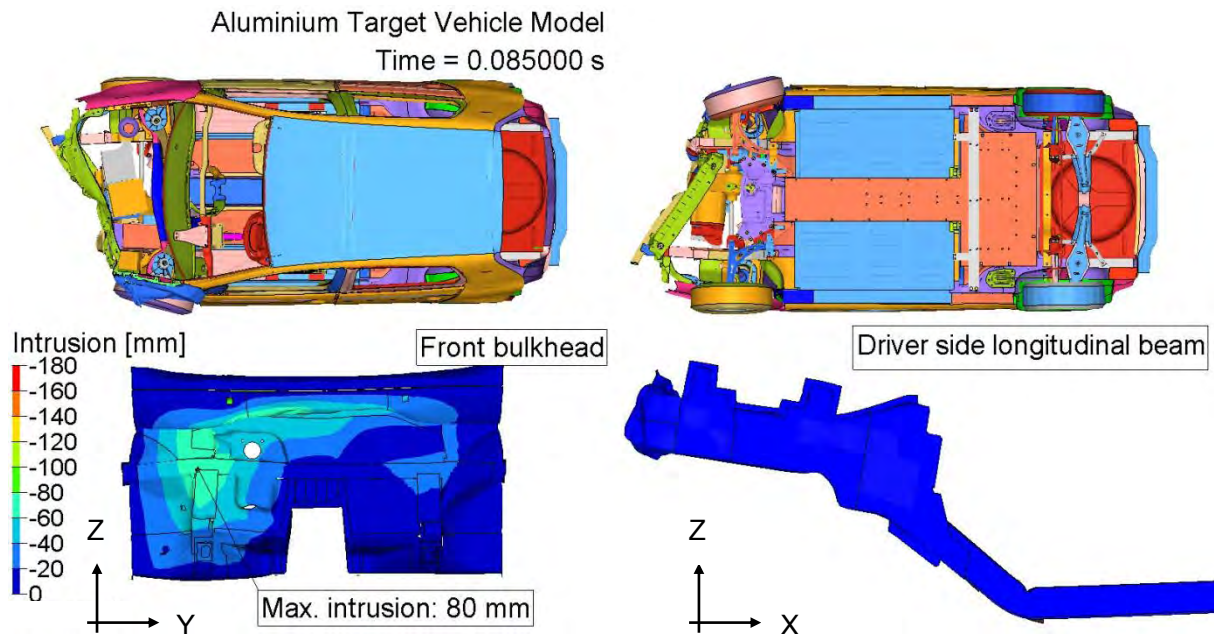 Aluminium Target Vehicle Model
Time = 0.085000 s
Intrusion [mm]
-180
-160
-140
-120
-100
-80
-60
-40
-20
0
Front bulkhead
Driver side longitudinal beam
Max. intrusion: 80 mm
Z
Y
Z
X